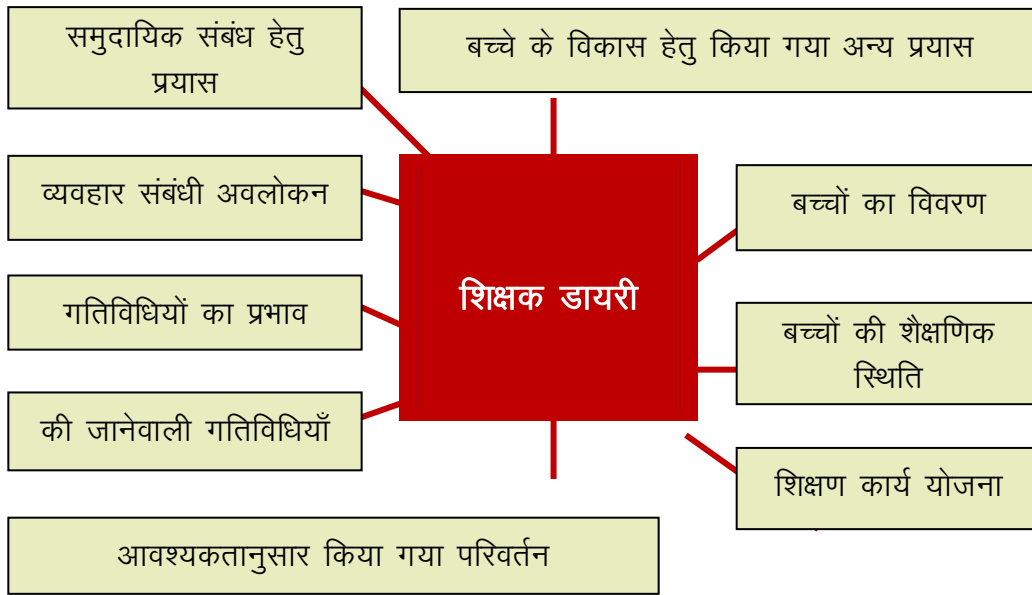 समुदायिक संबंध हेतु
प्रयास
बच्चे के विकास हेतु किया गया अन्य प्रयास
व्यवहार संबंधी अवलोकन
बच्चों का विवरण
गतिविधियों का प्रभाव
शिक्षक डायरी
बच्चों की शैक्षणिक
स्थिति
की जानेवाली गतिविधियाँ
शिक्षण कार्य योजना
आवश्यकतानुसार किया गया परिवर्तन